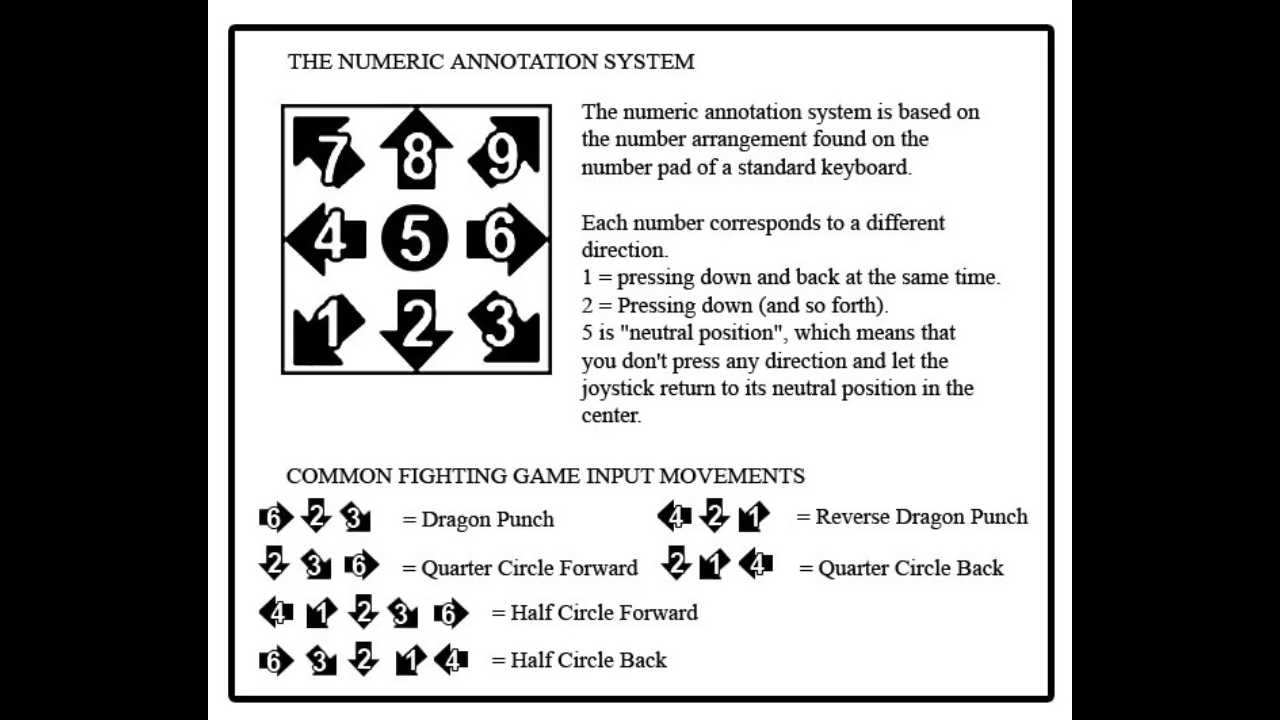 THE NUMERIC ANNOTATION SYSTEM
7 8 9
4 5 6
1 2 3
The numeric annotation system is based on
the number arrangement found on the
number pad of a standard keyboard.
Each number corresponds to a different
direction.
1 = pressing down and back at the same time.
2 = Pressing down (and so forth).
5 is "neutral position", which means that
you don't press any direction and let the
joystick return to its neutral position in the
center.
COMMON FIGHTING GAME INPUT MOVEMENTS
6 2 3 = Dragon Punch
4 2 1 = Reverse Dragon Punch
2 3 6 = Quarter Circle Forward
2 1 4 = Quarter Circle Back
4 1 2 3 6 = Half Circle Forward
6 3 2 1 4 = Half Circle Back